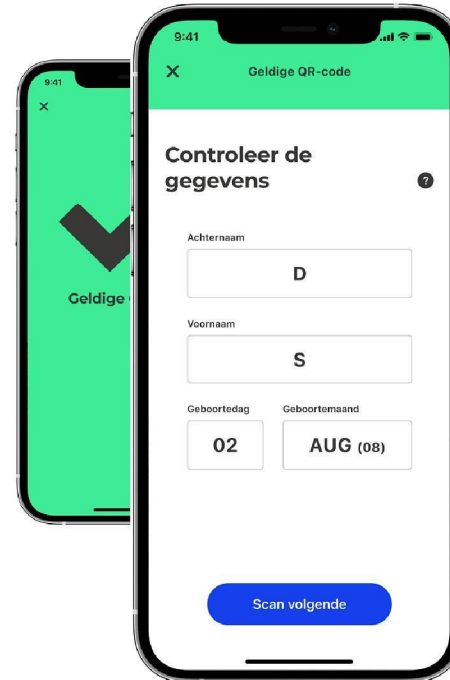 9:41
Geldige
9:41
Geldige QR-code
Controleer de
gegevens
?
Achternaam
D
Voornaam
S
Geboortedag
Geboortemaand
02
AUG (08)
Scan volgende